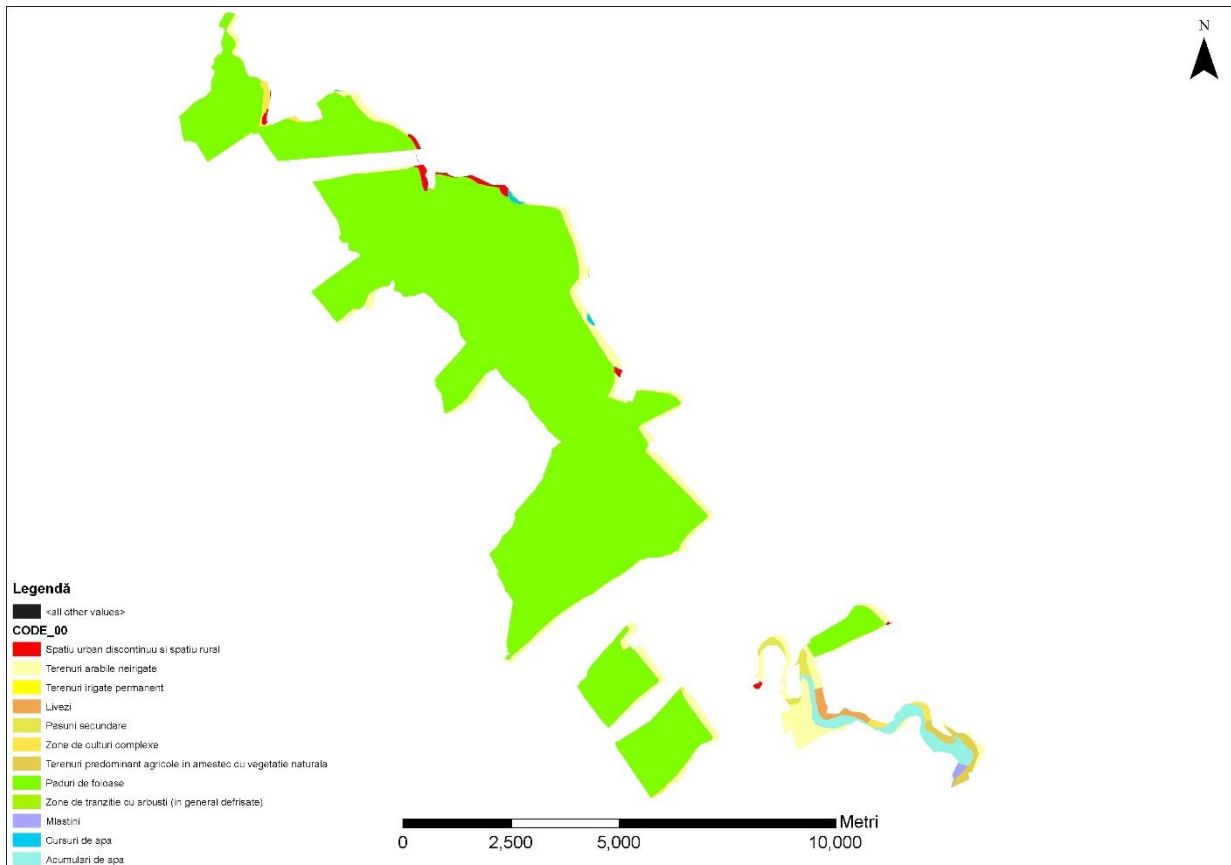 N
Legendă
<all other values>
CODE_00
Spatiu urban discontinuu si spatiu rural
Terenuri arabile neirigate
Terenuri irigate permanent
Livezi
Pasuni secundare
Zone de culturi complexe
Terenuri predominant agricole in amestec cu vegetatie naturala
Paduri de foioase
Zone de tranzitie cu arbusti (in general defrisate)
Mlastini
Cursuri de apa
Acumulari de apa
Metri
0 2,500 5,000 10,000